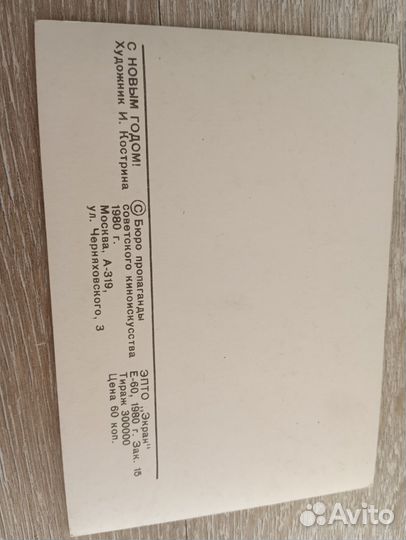 С НОВЫМ ГОДОМ!
Художник И. Кострина
© Бюро пропаганды
советского киноискусства
1980 г.
Москва, А-319,
ул. Черняховского, 3
ЭПТО „Экран"
Е-60, 1980 г. Зак. 15
Тираж 300000
Цена 60 коп.
Avito